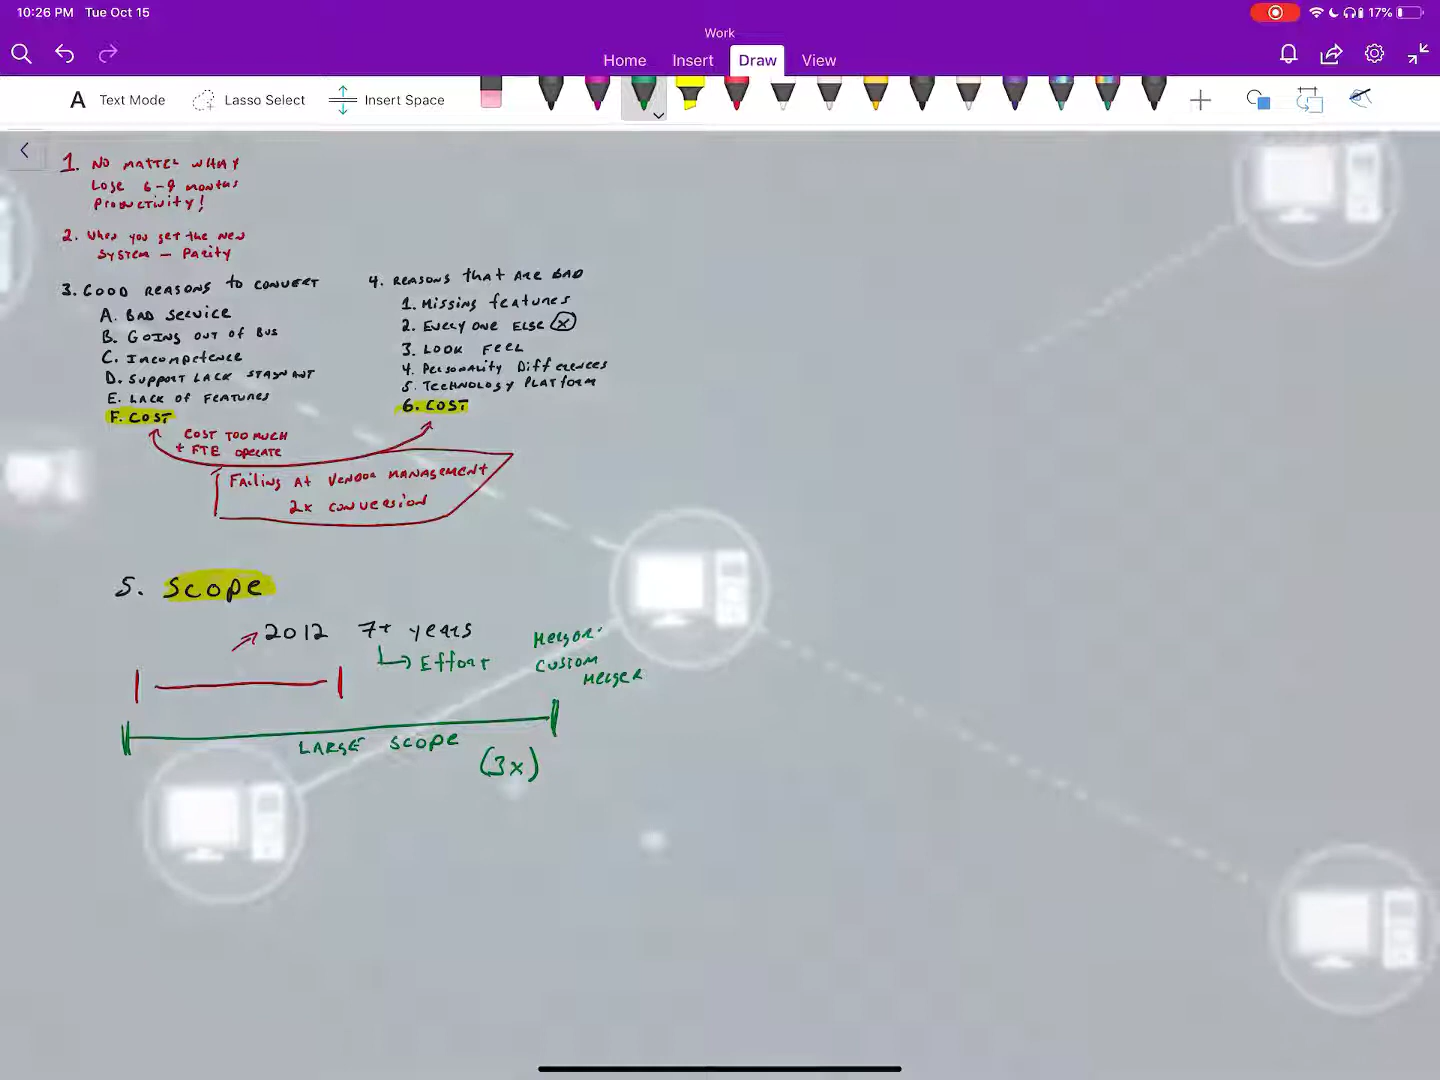 10:26 PM Tue Oct 15
17%
Work
Home Insert Draw View
A Text Mode Lasso Select Insert Space
1. NO MATTER WHAT
LOSE 6-9 MONTHS
PRODUCTIVITY!
2. When you get the new
SYSTEM - PARITY
3. GOOD REASONS to CONVERT
A. BAD SERVICE
B. GOING OUT OF BUS
C. Incompetence
D. SUPPORT LACK STAGNANT
E. LACK OF FEATURES
F. COST
4. REASONS that ARE BAD
1. Missing features
2. Every one ELSE X
3. LOOK FEEL
4. Personality Differences
5. TECHNOLOGY PLATFORM
6. COST
COST TOO MUCH
+ FTE OPERATE
FAILING AT VENDOR MANAGEMENT
2x CONVERSION
5. Scope
2012 7+ years
Effort
Mergor
CUSTOM
Merger
LARGE SCOPE
(3x)